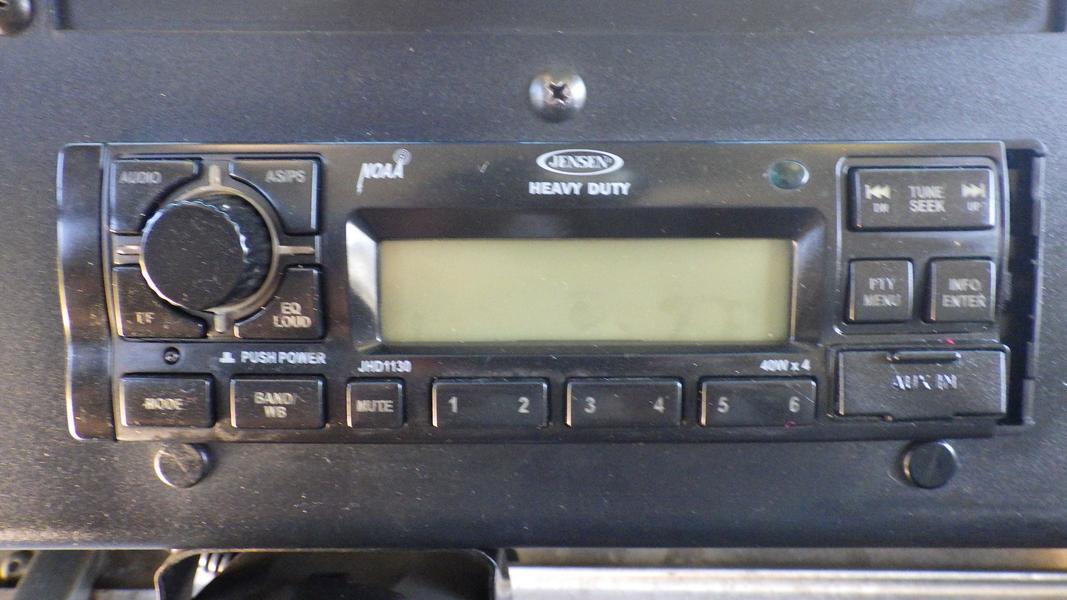 AUDIO
AS/PS
NOAA
JENSEN
HEAVY DUTY
DN TUNE UP
SEEK
T/F
EQ
LOUD
PTY
MENU
INFO
ENTER
PUSH POWER
JHD1130
40W x 4
MODE
BAND/
WB
MUTE
1 2
3 4
5 6
AUX IN